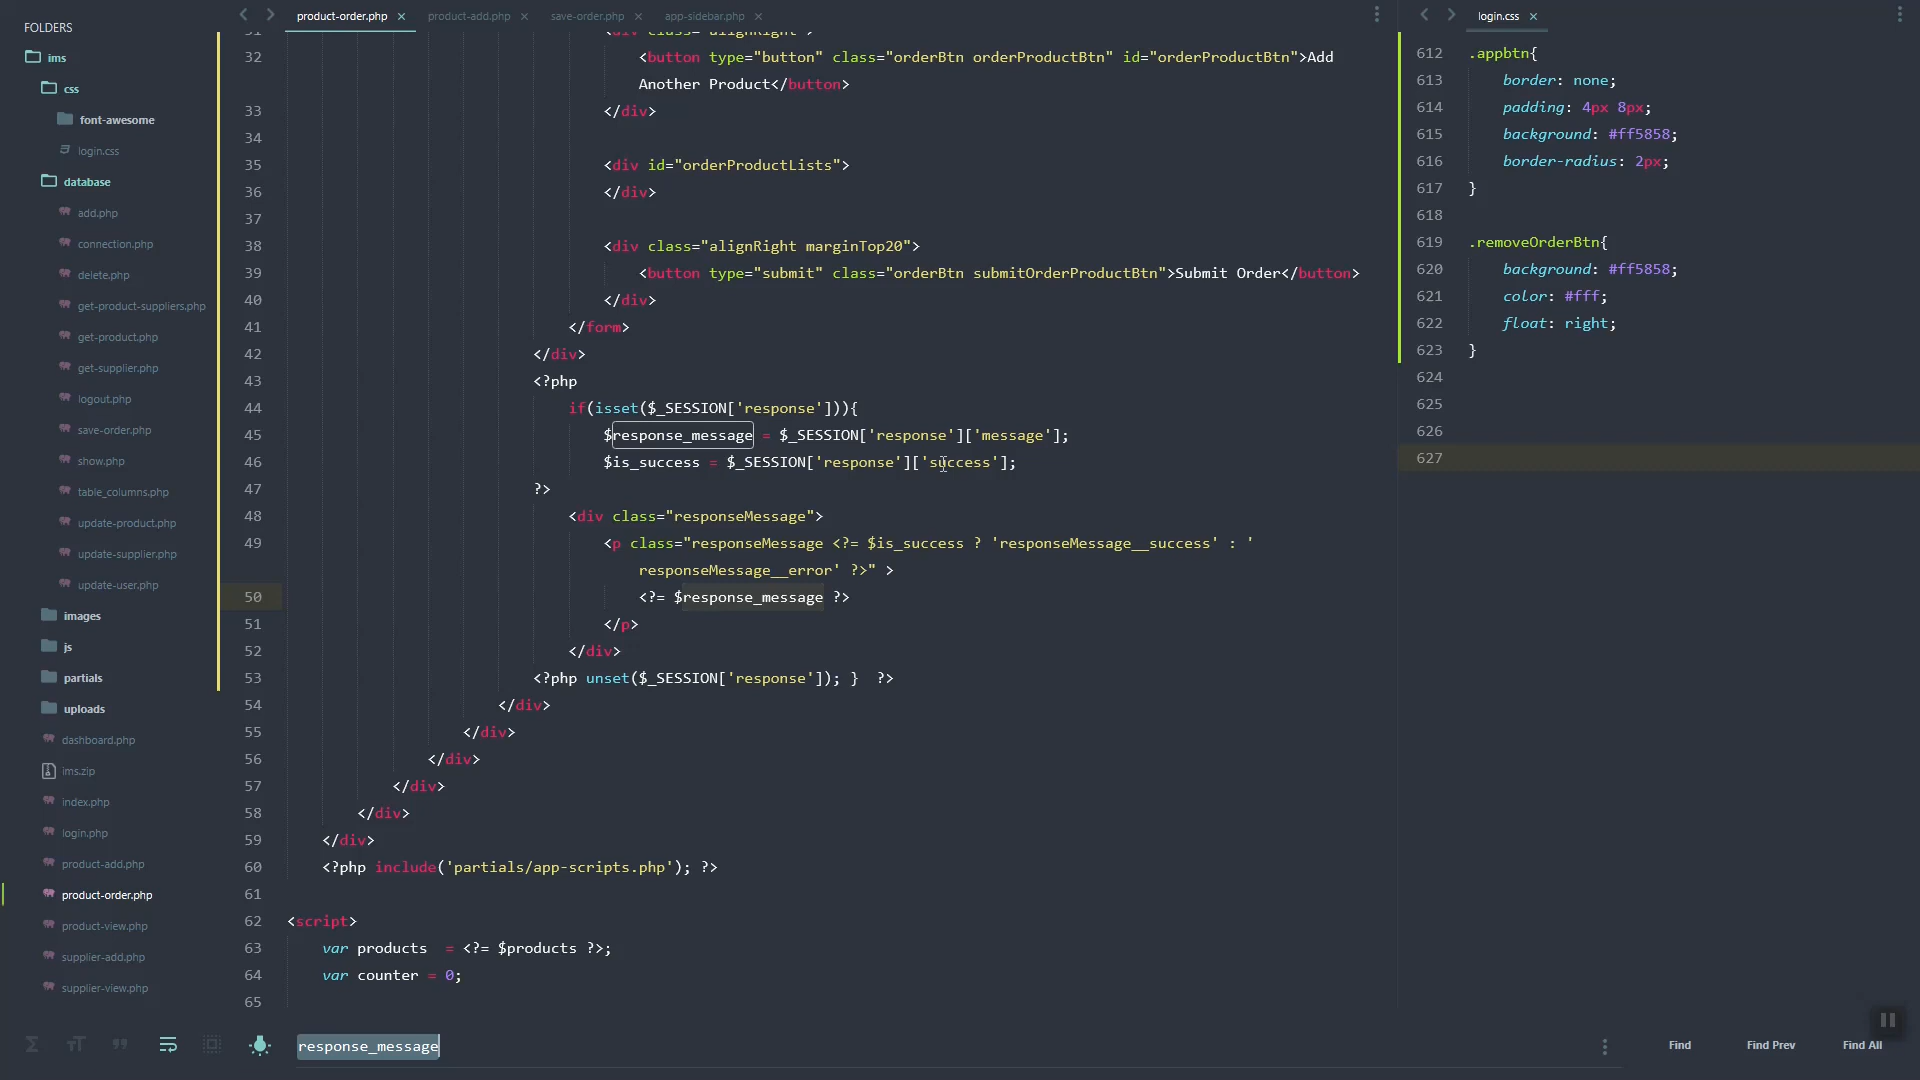 FOLDERS
ims
css
font-awesome
login.css
database
add.php
connection.php
delete.php
get-product-suppliers.php
get-product.php
get-supplier.php
logout.php
save-order.php
show.php
table_columns.php
update-product.php
update-supplier.php
update-user.php
images
js
partials
uploads
dashboard.php
ims.zip
index.php
login.php
product-add.php
product-order.php
product-view.php
supplier-add.php
supplier-view.php
product-order.php × product-add.php × save-order.php × app-sidebar.php ×
31 <div class="alignRight">
32 <button type="button" class="orderBtn orderProductBtn" id="orderProductBtn">Add
Another Product</button>
33 </div>
34
35 <div id="orderProductLists">
36 </div>
37
38 <div class="alignRight marginTop20">
39 <button type="submit" class="orderBtn submitOrderProductBtn">Submit Order</button>
40 </div>
41 </form>
42 </div>
43 <?php
44 if(isset($_SESSION['response'])){
45 $response_message = $_SESSION['response']['message'];
46 $is_success = $_SESSION['response']['success'];
47 ?>
48 <div class="responseMessage">
49 <p class="responseMessage <?= $is_success ? 'responseMessage__success' : '
responseMessage__error' ?>" >
50 <?= $response_message ?>
51 </p>
52 </div>
53 <?php unset($_SESSION['response']); }  ?>
54 </div>
55 </div>
56 </div>
57 </div>
58 </div>
59 </div>
60 <?php include('partials/app-scripts.php'); ?>
61
62 <script>
63 var products  = <?= $products ?>;
64 var counter = 0;
65
login.css ×
612 .appbtn{
613 border: none;
614 padding: 4px 8px;
615 background: #ff5858;
616 border-radius: 2px;
617 }
618
619 .removeOrderBtn{
620 background: #ff5858;
621 color: #fff;
622 float: right;
623 }
624
625
626
627
response_message
Find Find Prev Find All